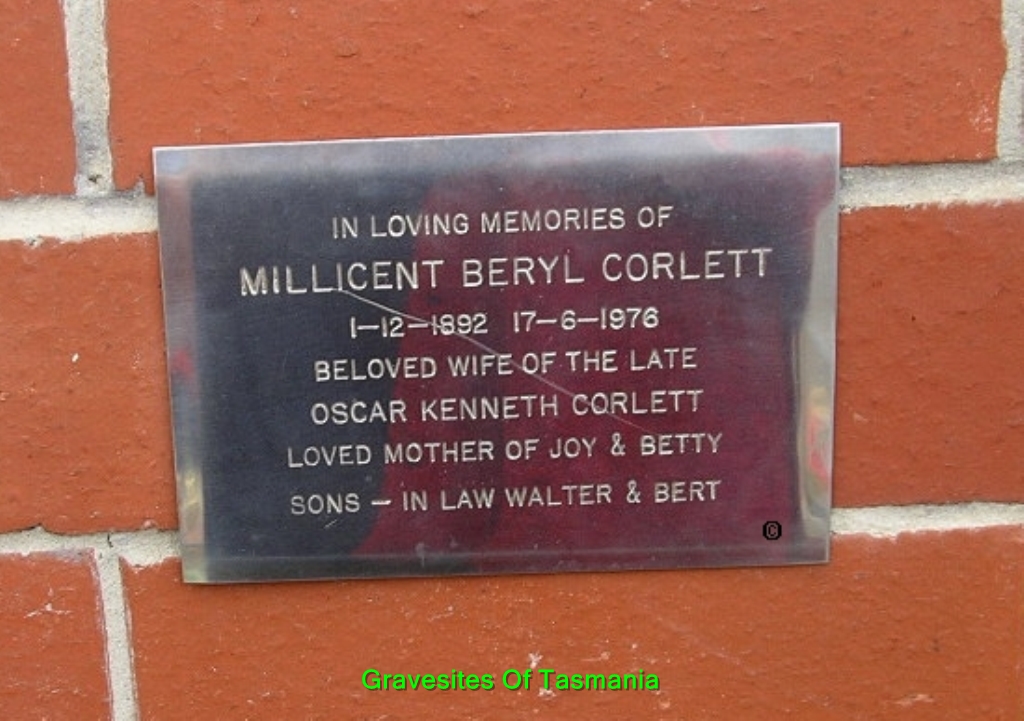 IN LOVING MEMORIES OF
MILLICENT BERYL CORLETT
1-12-1892 17-6-1976
BELOVED WIFE OF THE LATE
OSCAR KENNETH CORLETT
LOVED MOTHER OF JOY & BETTY
SONS - IN LAW WALTER & BERT
©
Gravesites Of Tasmania